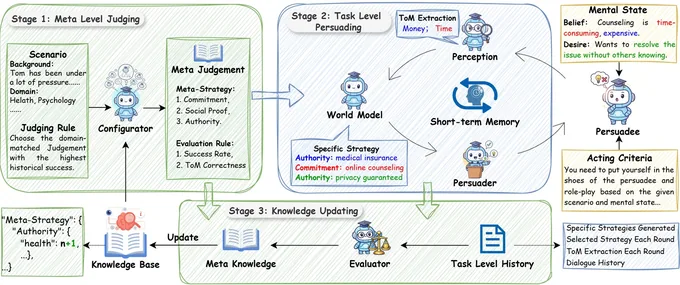 Stage 1: Meta Level Judging
Scenario
Background:
Tom has been under
a lot of pressure......
Domain:
Helath, Psychology
......
Judging Rule
Choose the domain-
matched Judgement
with the highest
historical success.
Configurator
Meta Judgement
Meta-Strategy:
1. Commitment,
2. Social Proof,
3. Authority.
Evaluation Rule:
1. Success Rate,
2. ToM Correctness
Stage 2: Task Level
Persuading
ToM Extraction
Money; Time
Perception
World Model
Short-term Memory
Specific Strategy
Authority: medical insurance
Commitment: online counseling
Authority: privacy guaranteed
Persuader
Mental State
Belief: Counseling is time-
consuming, expensive.
Desire: Wants to resolve the
issue without others knowing.
Persuadee
Acting Criteria
You need to put yourself in the
shoes of the persuadee and
role-play based on the given
scenario and mental state...
Stage 3: Knowledge Updating
"Meta-Strategy": {
"Authority": {
"health": n+1,
...},
...}
Update
Knowledge Base
Meta Knowledge
Evaluator
Task Level History
Specific Strategies Generated
Selected Strategy Each Round
ToM Extraction Each Round
Dialogue History